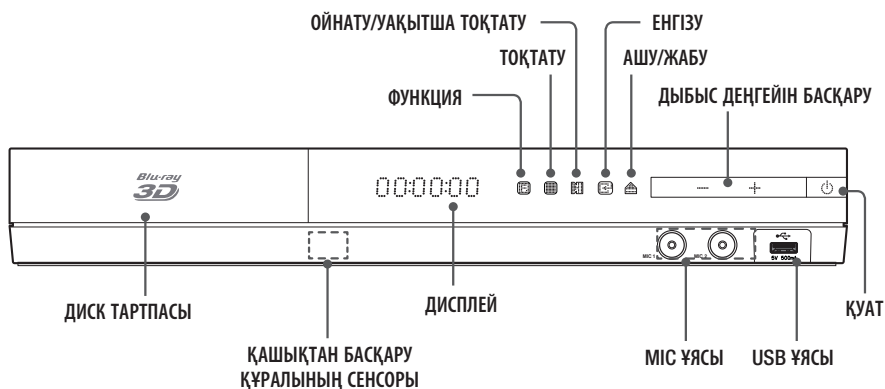 ОЙНАТУ/УАҚЫТША ТОҚТАТУ
ЕНГІЗУ
ТОҚТАТУ
АШУ/ЖАБУ
ФУНКЦИЯ
ДЫБЫС ДЕҢГЕЙІН БАСҚАРУ
Blu-ray
3D
00:00:00
MIC 1
MIC 2
5V 500mA
ДИСК ТАРТПАСЫ
ДИСПЛЕЙ
ҚУАТ
ҚАШЫҚТАН БАСҚАРУ
ҚҰРАЛЫНЫҢ СЕНСОРЫ
MIC ҰЯСЫ
USB ҰЯСЫ